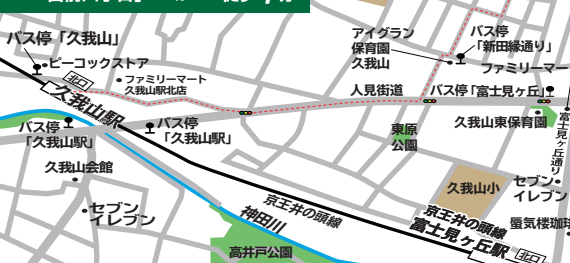 バス停「久我山」
ピーコックストア
北口
ファミリーマート
久我山駅北店
久我山駅
バス停
「久我山駅」
バス停
「久我山駅」
久我山会館
セブン
イレブン
アイグラン
保育園
久我山
バス停
「新田縁通り」
ファミリーマー
人見街道
バス停「富士見ヶ丘」
久我山東保育園
東原
公園
富士見ヶ丘通り
久我山小
セブン
イレブン
京王井の頭線
神田川
高井戸公園
京王井の頭線
富士見ヶ丘駅
北口
蜃気楼珈琲